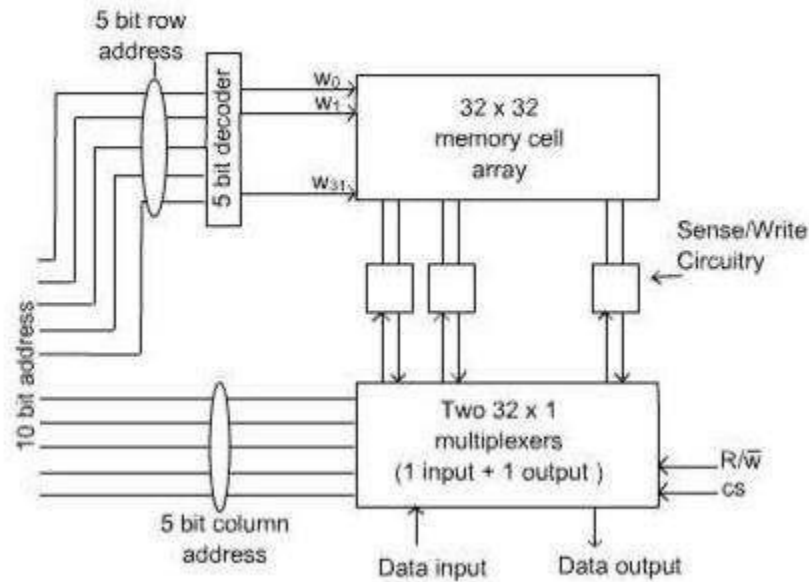 5 bit row
address
5 bit decoder
w0
w1
w31
32 x 32
memory cell
array
Sense/Write
Circuitry
10 bit address
Two 32 x 1
multiplexers
(1 input + 1 output )
R/w̅
cs
5 bit column
address
Data input
Data output